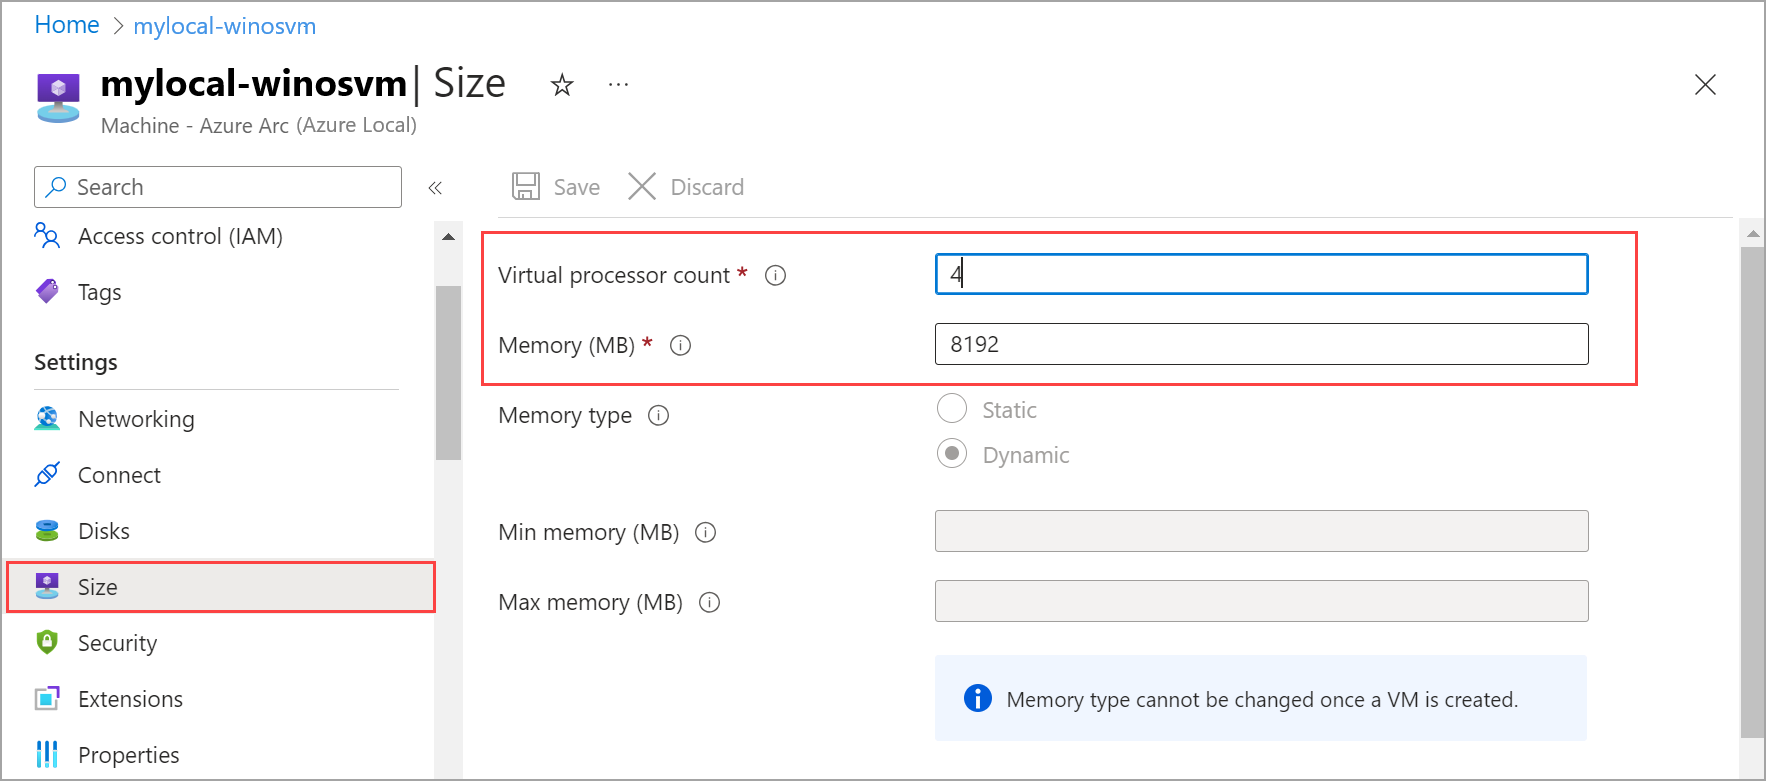 Home > mylocal-winosvm
mylocal-winosvm | Size
Machine - Azure Arc (Azure Local)
Search
Access control (IAM)
Tags
Settings
Networking
Connect
Disks
Size
Security
Extensions
Properties
Save Discard
Virtual processor count * 4
Memory (MB) * 8192
Memory type Static
Dynamic
Min memory (MB)
Max memory (MB)
Memory type cannot be changed once a VM is created.